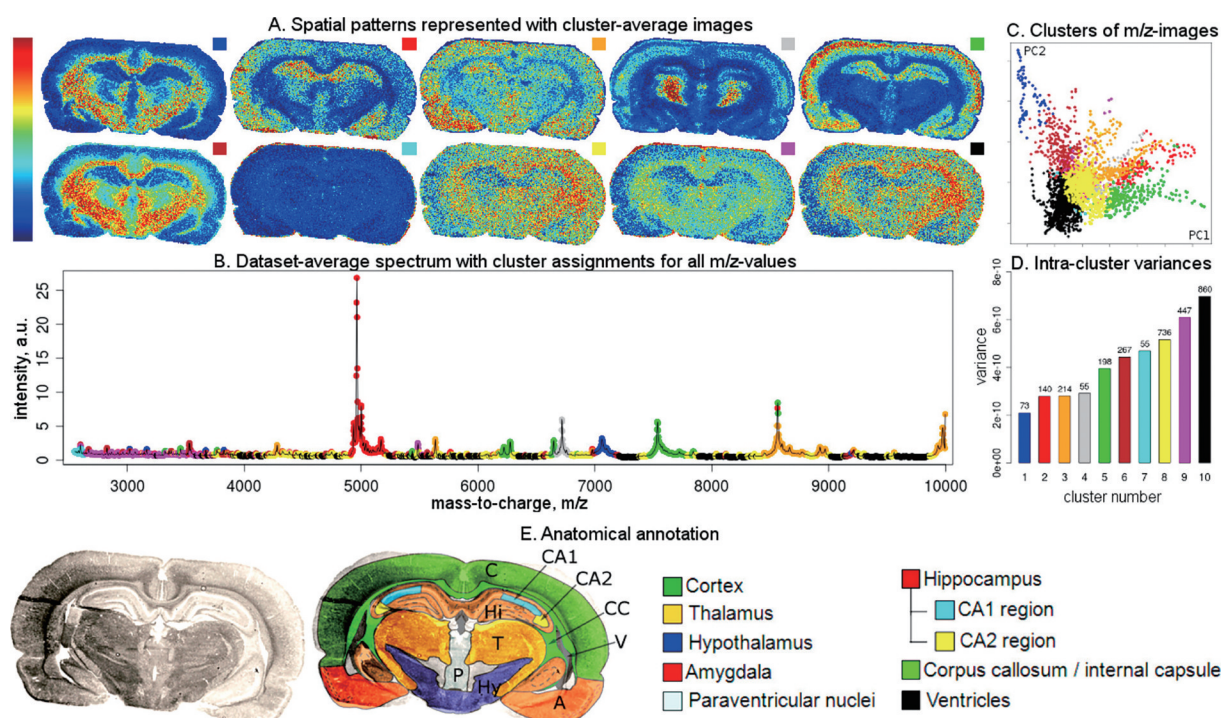 A. Spatial patterns represented with cluster-average images
C. Clusters of m/z-images
PC2
PC1
B. Dataset-average spectrum with cluster assignments for all m/z-values
intensity, a.u.
25
20
15
10
5
0
3000 4000 5000 6000 7000 8000 9000 10000
mass-to-charge, m/z
D. Intra-cluster variances
variance
8e-10
6e-10
4e-10
2e-10
0e+00
73 140 214 55 198 267 55 736 447 860
1 2 3 4 5 6 7 8 9 10
cluster number
E. Anatomical annotation
C
CA1
CA2
CC
V
Hi
T
P
Hy
A
Cortex
Thalamus
Hypothalamus
Amygdala
Paraventricular nuclei
Hippocampus
CA1 region
CA2 region
Corpus callosum / internal capsule
Ventricles